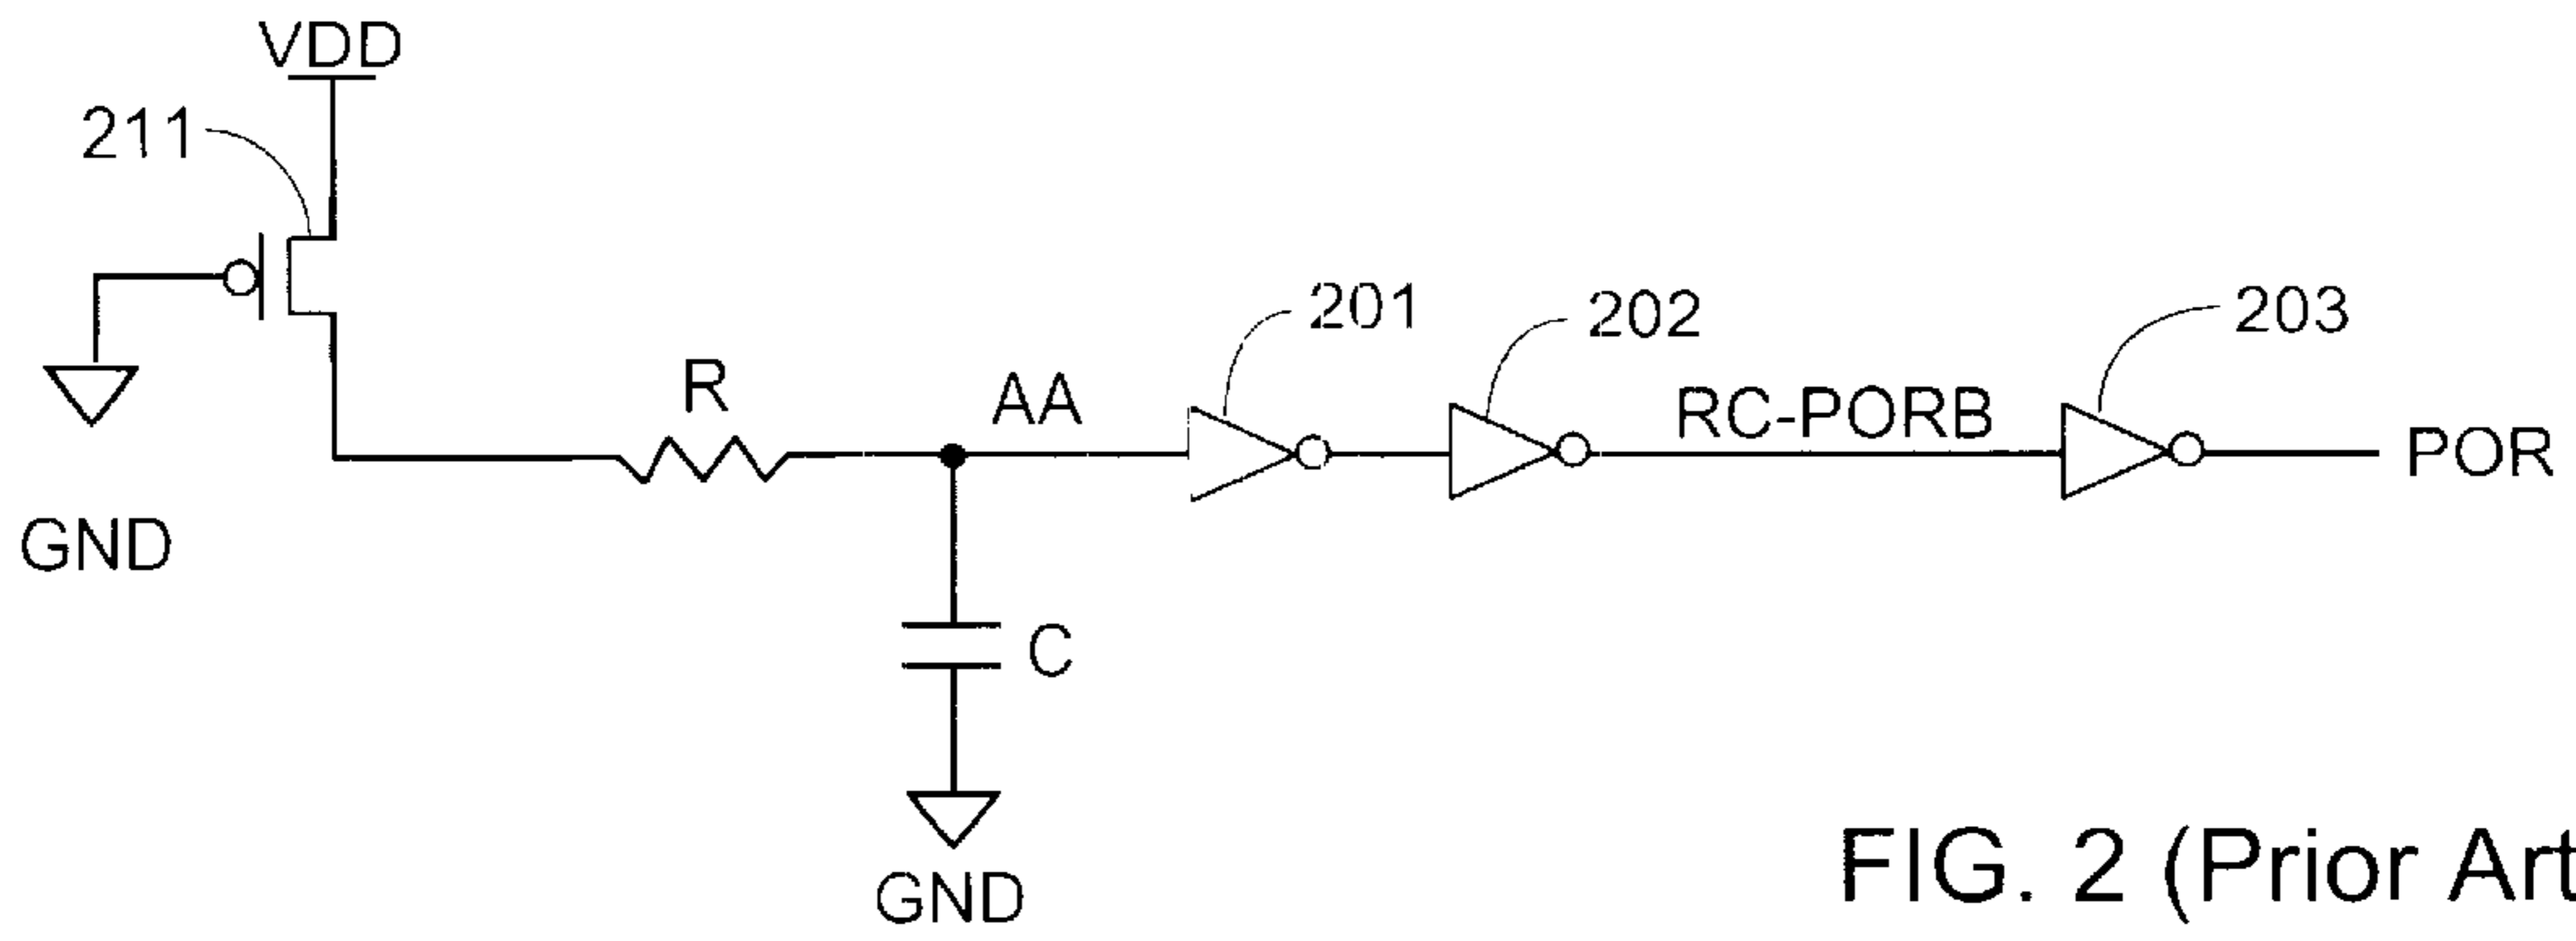 VDD
211
201
202
203
R
AA
RC-PORB
POR
GND
C
GND
FIG. 2 (Prior Art